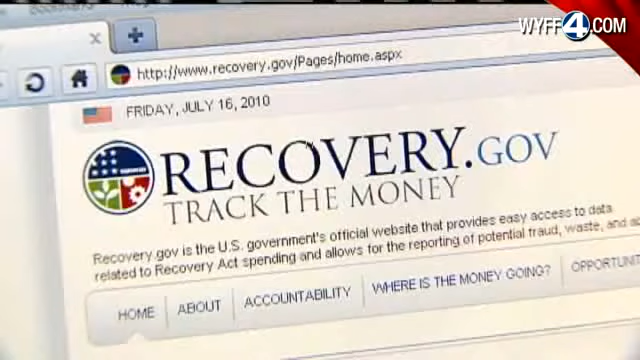 WYFF4.COM
http://www.recovery.gov/Pages/home.aspx
FRIDAY, JULY 16, 2010
RECOVERY.GOV
TRACK THE MONEY
Recovery.gov is the U.S. government's official website that provides easy access to data
related to Recovery Act spending and allows for the reporting of potential fraud, waste, and
HOME ABOUT ACCOUNTABILITY WHERE IS THE MONEY GOING? OPPORTUNIT